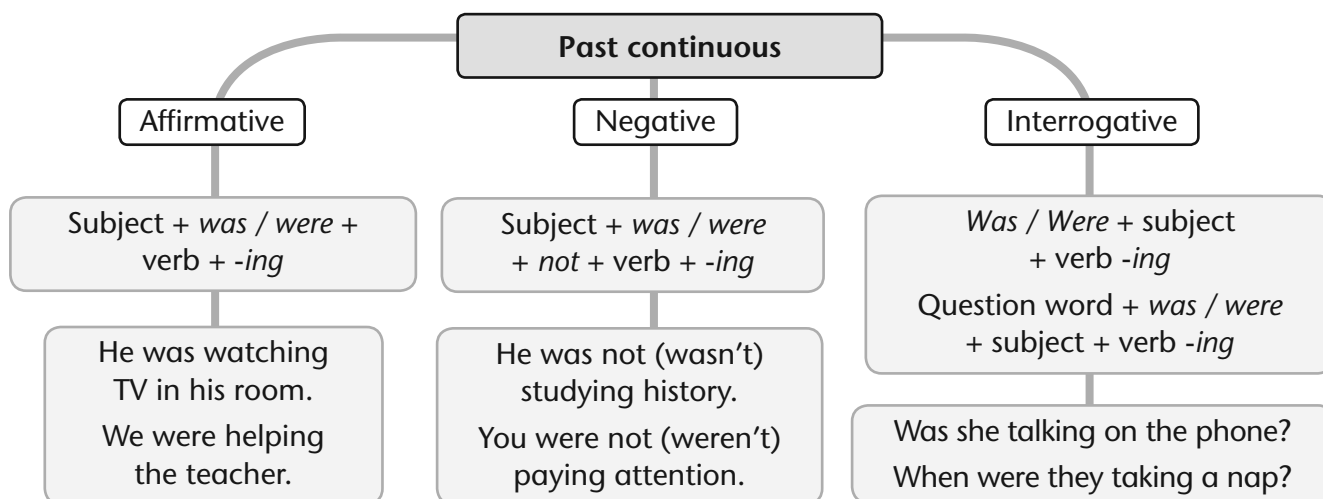 Past continuous
Affirmative
Negative
Interrogative
Subject + was / were +
verb + -ing
Subject + was / were
+ not + verb + -ing
Was / Were + subject
+ verb -ing
Question word + was / were
+ subject + verb -ing
He was watching
TV in his room.
We were helping
the teacher.
He was not (wasn't)
studying history.
You were not (weren't)
paying attention.
Was she talking on the phone?
When were they taking a nap?